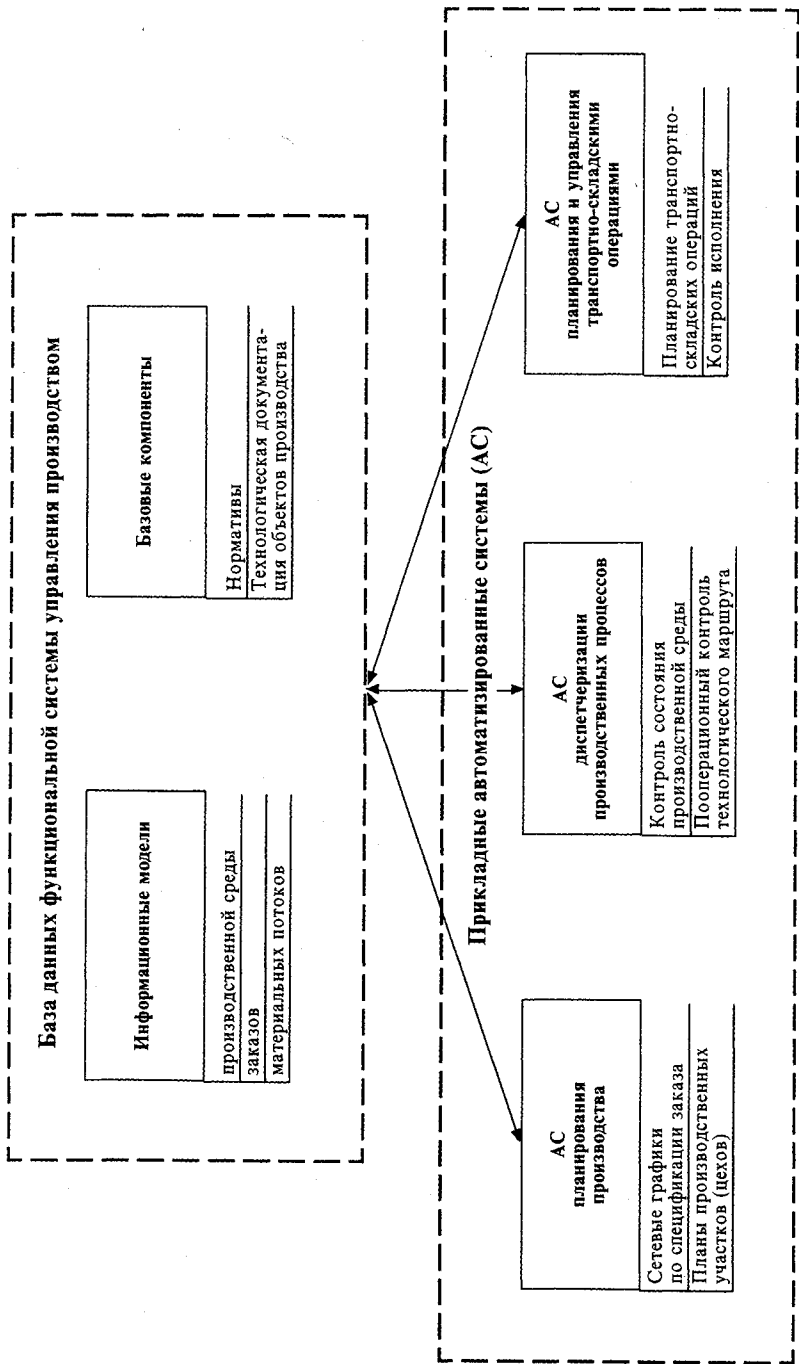 База данных функциональной системы управления производством
Информационные модели
производственной среды
заказов
материальных потоков
Базовые компоненты
Нормативы
Технологическая документа-
ция объектов производства
Прикладные автоматизированные системы (АС)
АС
планирования
производства
Сетевые графики
по спецификации заказа
Планы производственных
участков (цехов)
АС
диспетчеризации
производственных процессов
Контроль состояния
производственной среды
Пооперационный контроль
технологического маршрута
АС
планирования и управления
транспортно-складскими
операциями
Планирование транспортно-
складских операций
Контроль исполнения